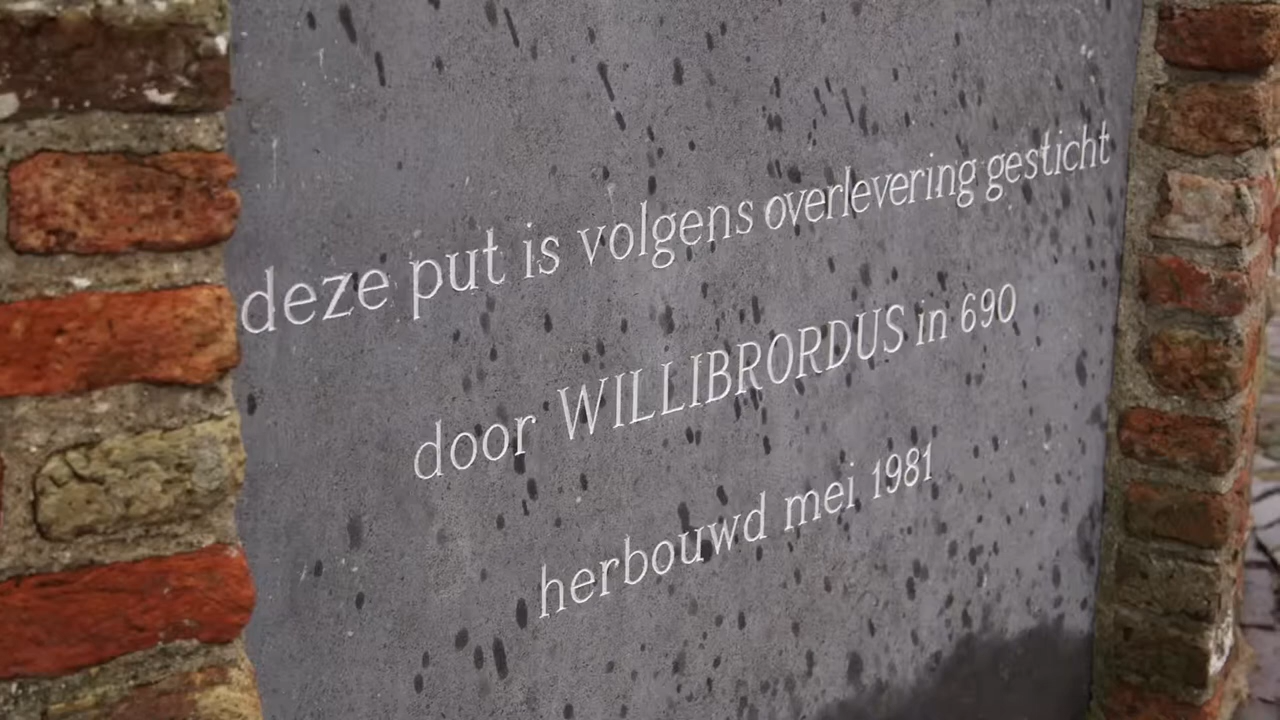 deze put is volgens overlevering gesticht
door WILLIBRORDUS in 690
herbouwd mei 1981